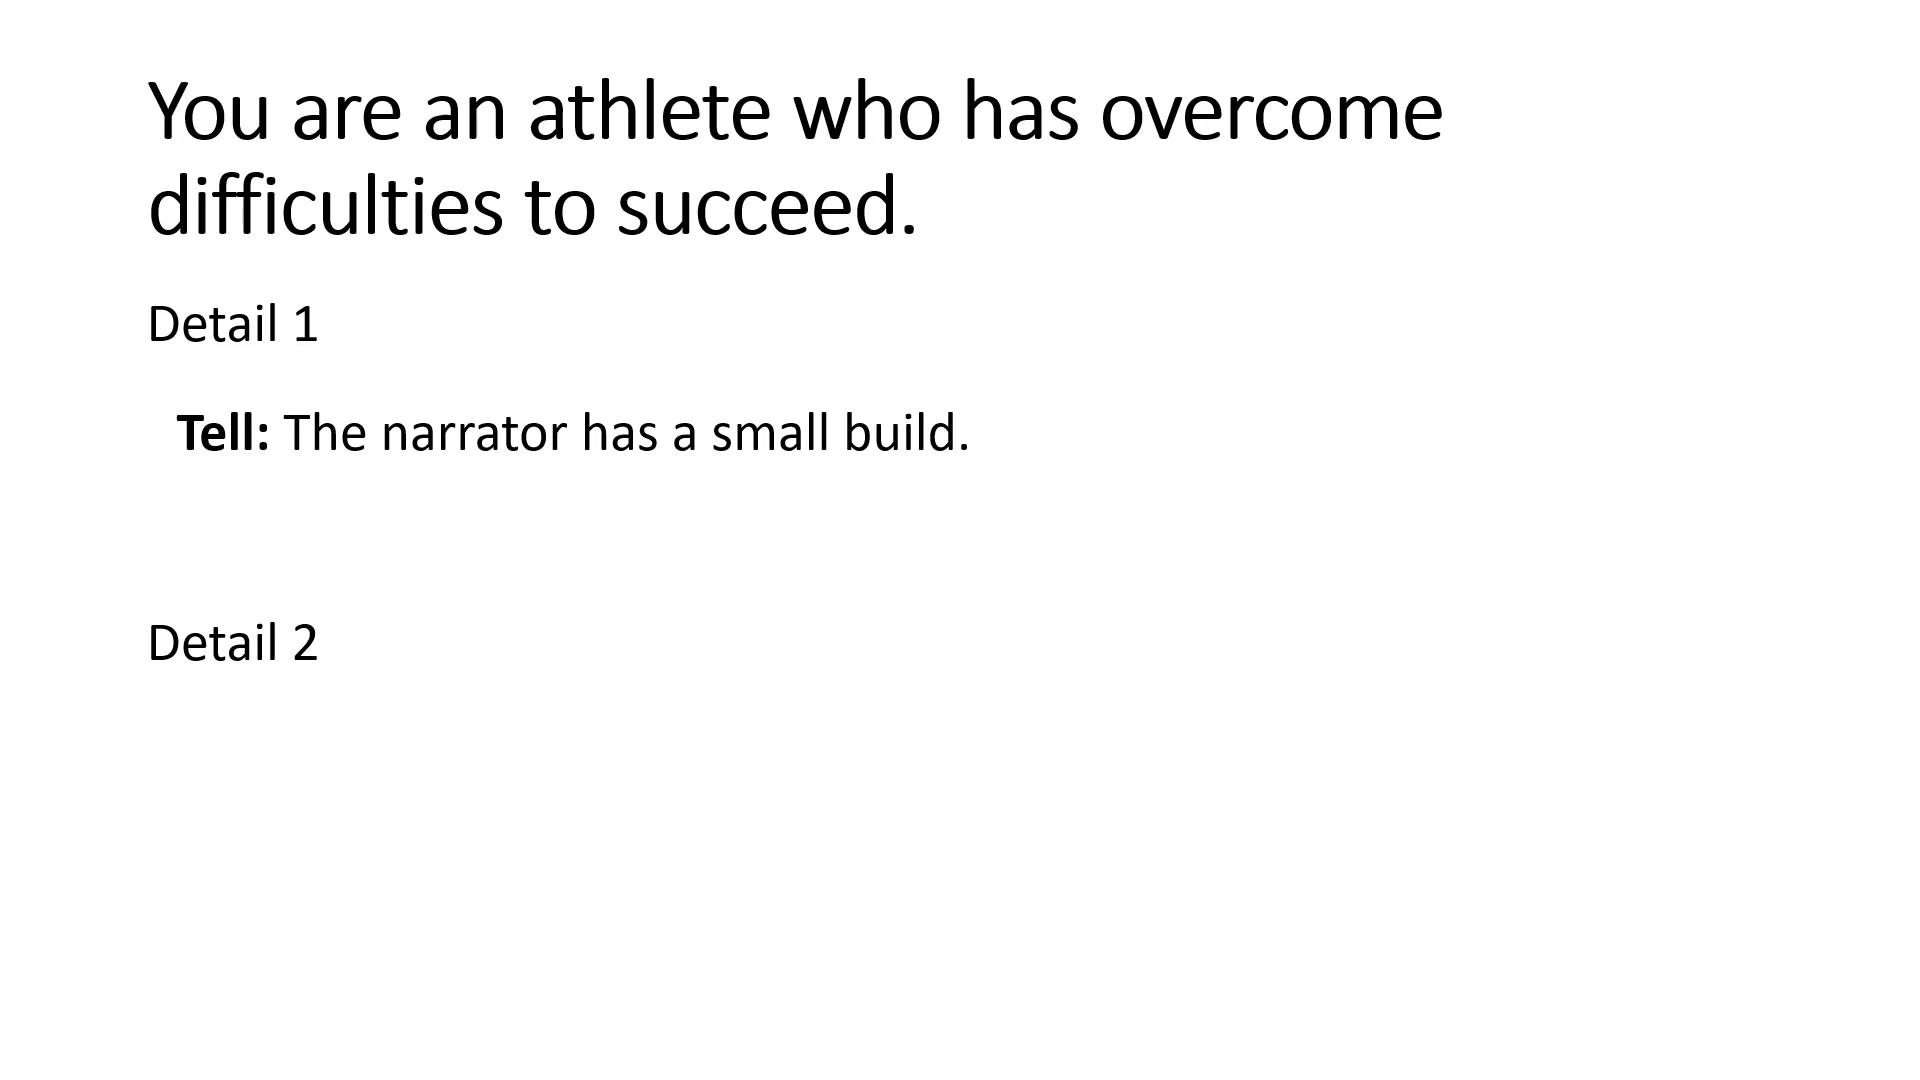 You are an athlete who has overcome
difficulties to succeed.
Detail 1
Tell: The narrator has a small build.
Detail 2